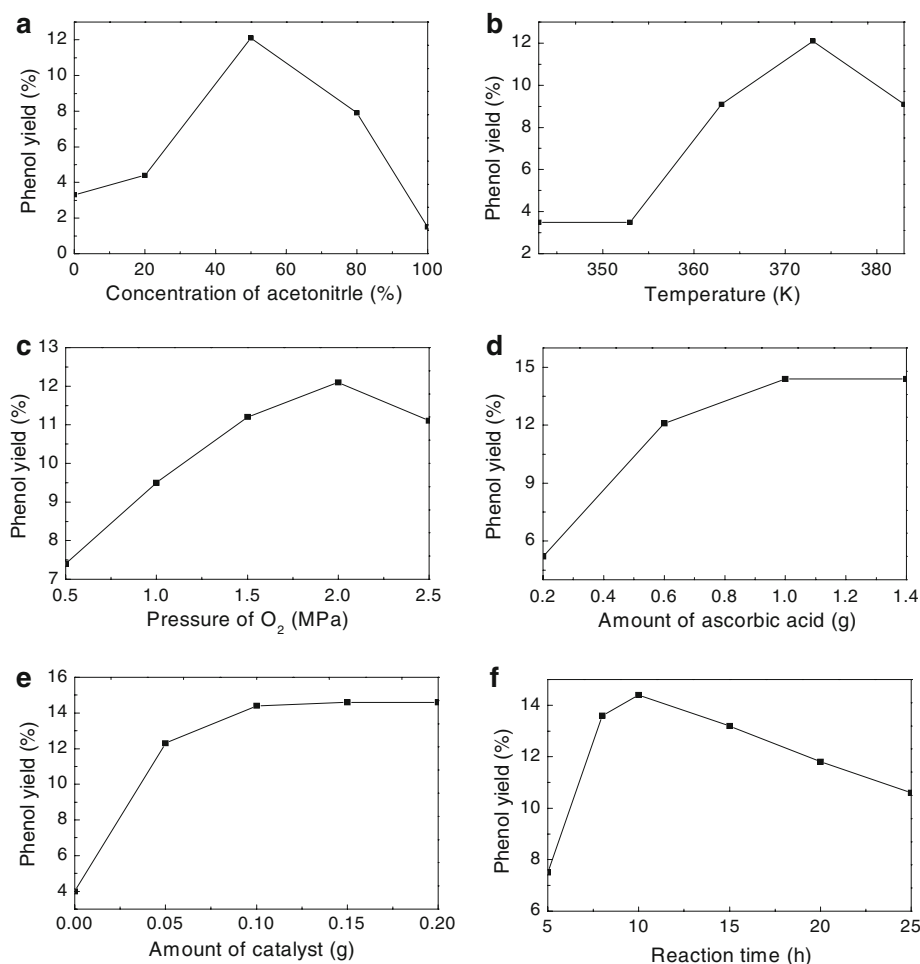 a
12
10
8
6
4
2
0
Phenol yield (%)
0 20 40 60 80 100
Concentration of acetonitrle (%)
b
12
10
8
6
4
2
Phenol yield (%)
350 360 370 380
Temperature (K)
c
13
12
11
10
9
8
7
Phenol yield (%)
0.5 1.0 1.5 2.0 2.5
Pressure of O2 (MPa)
d
15
12
9
6
Phenol yield (%)
0.2 0.4 0.6 0.8 1.0 1.2 1.4
Amount of ascorbic acid (g)
e
16
14
12
10
8
6
4
Phenol yield (%)
0.00 0.05 0.10 0.15 0.20
Amount of catalyst (g)
f
14
12
10
8
6
Phenol yield (%)
5 10 15 20 25
Reaction time (h)